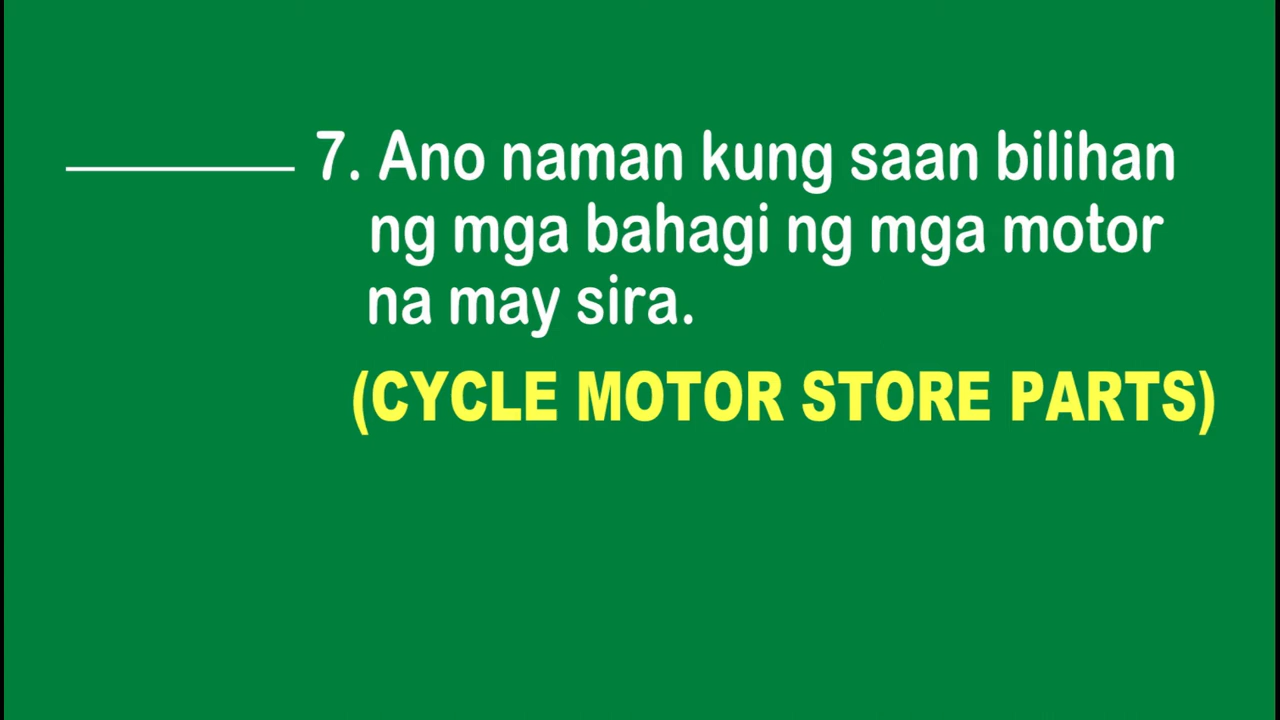 __________ 7. Ano naman kung saan bilihan
ng mga bahagi ng mga motor
na may sira.
(CYCLE MOTOR STORE PARTS)